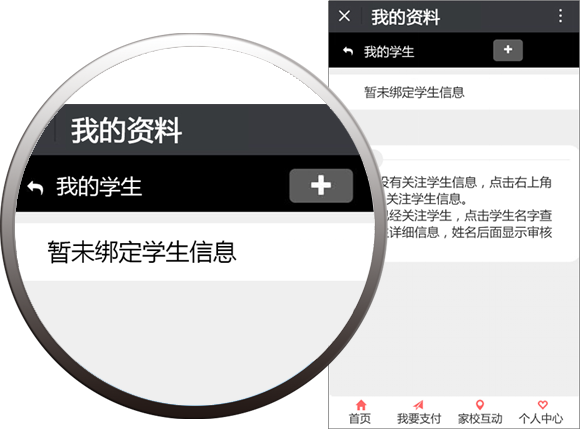 我的资料
我的学生
暂未绑定学生信息
我的资料
我的学生
暂未绑定学生信息
没有关注学生信息，点击右上角
关注学生信息。
已经关注学生，点击学生名字查
详细信息，姓名后面显示审核
首页 我要支付 家校互动 个人中心